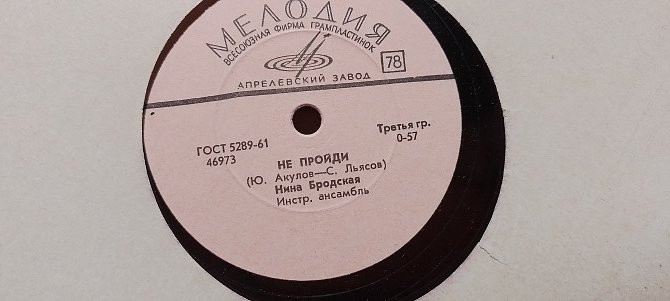 МЕЛОДИЯ
ВСЕСОЮЗНАЯ ФИРМА ГРАМПЛАСТИНОК
78
АПРЕЛЕВСКИЙ ЗАВОД
ГОСТ 5289-61
46973
Третья гр.
0-57
НЕ ПРОЙДИ
(Ю. Акулов—С. Льясов)
Нина Бродская
Инстр. ансамбль